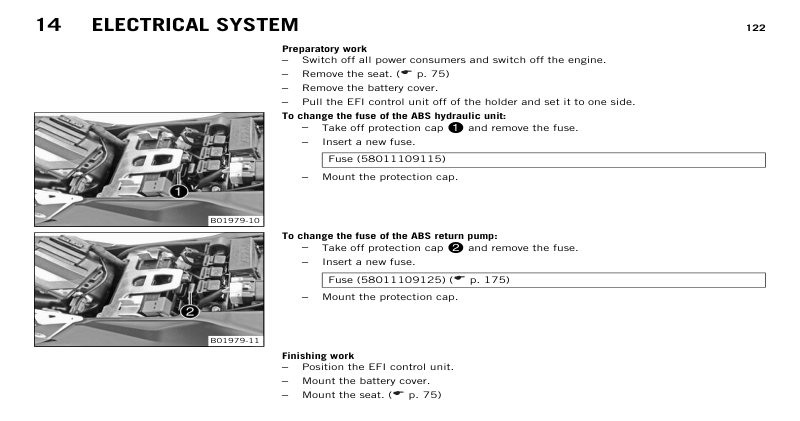 14 ELECTRICAL SYSTEM 122
Preparatory work
– Switch off all power consumers and switch off the engine.
– Remove the seat. (☛ p. 75)
– Remove the battery cover.
– Pull the EFI control unit off of the holder and set it to one side.
To change the fuse of the ABS hydraulic unit:
– Take off protection cap ❶ and remove the fuse.
– Insert a new fuse.
Fuse (58011109115)
– Mount the protection cap.
1
B01979-10
To change the fuse of the ABS return pump:
– Take off protection cap ❷ and remove the fuse.
– Insert a new fuse.
Fuse (58011109125) (☛ p. 175)
– Mount the protection cap.
2
B01979-11
Finishing work
– Position the EFI control unit.
– Mount the battery cover.
– Mount the seat. (☛ p. 75)